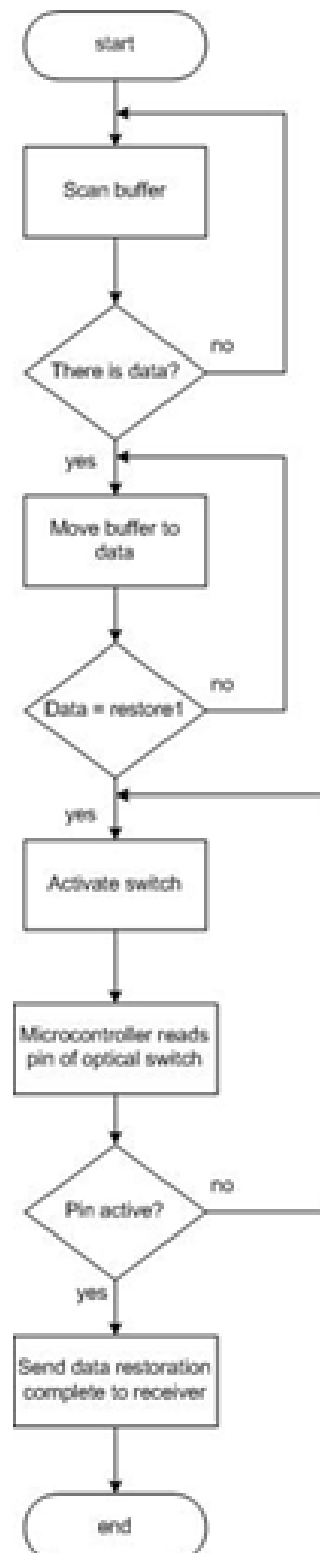 start
Scan buffer
There is data?
no
yes
Move buffer to
data
Data = restore1
no
yes
Activate switch
Microcontroller reads
pin of optical switch
Pin active?
no
yes
Send data restoration
complete to receiver
end